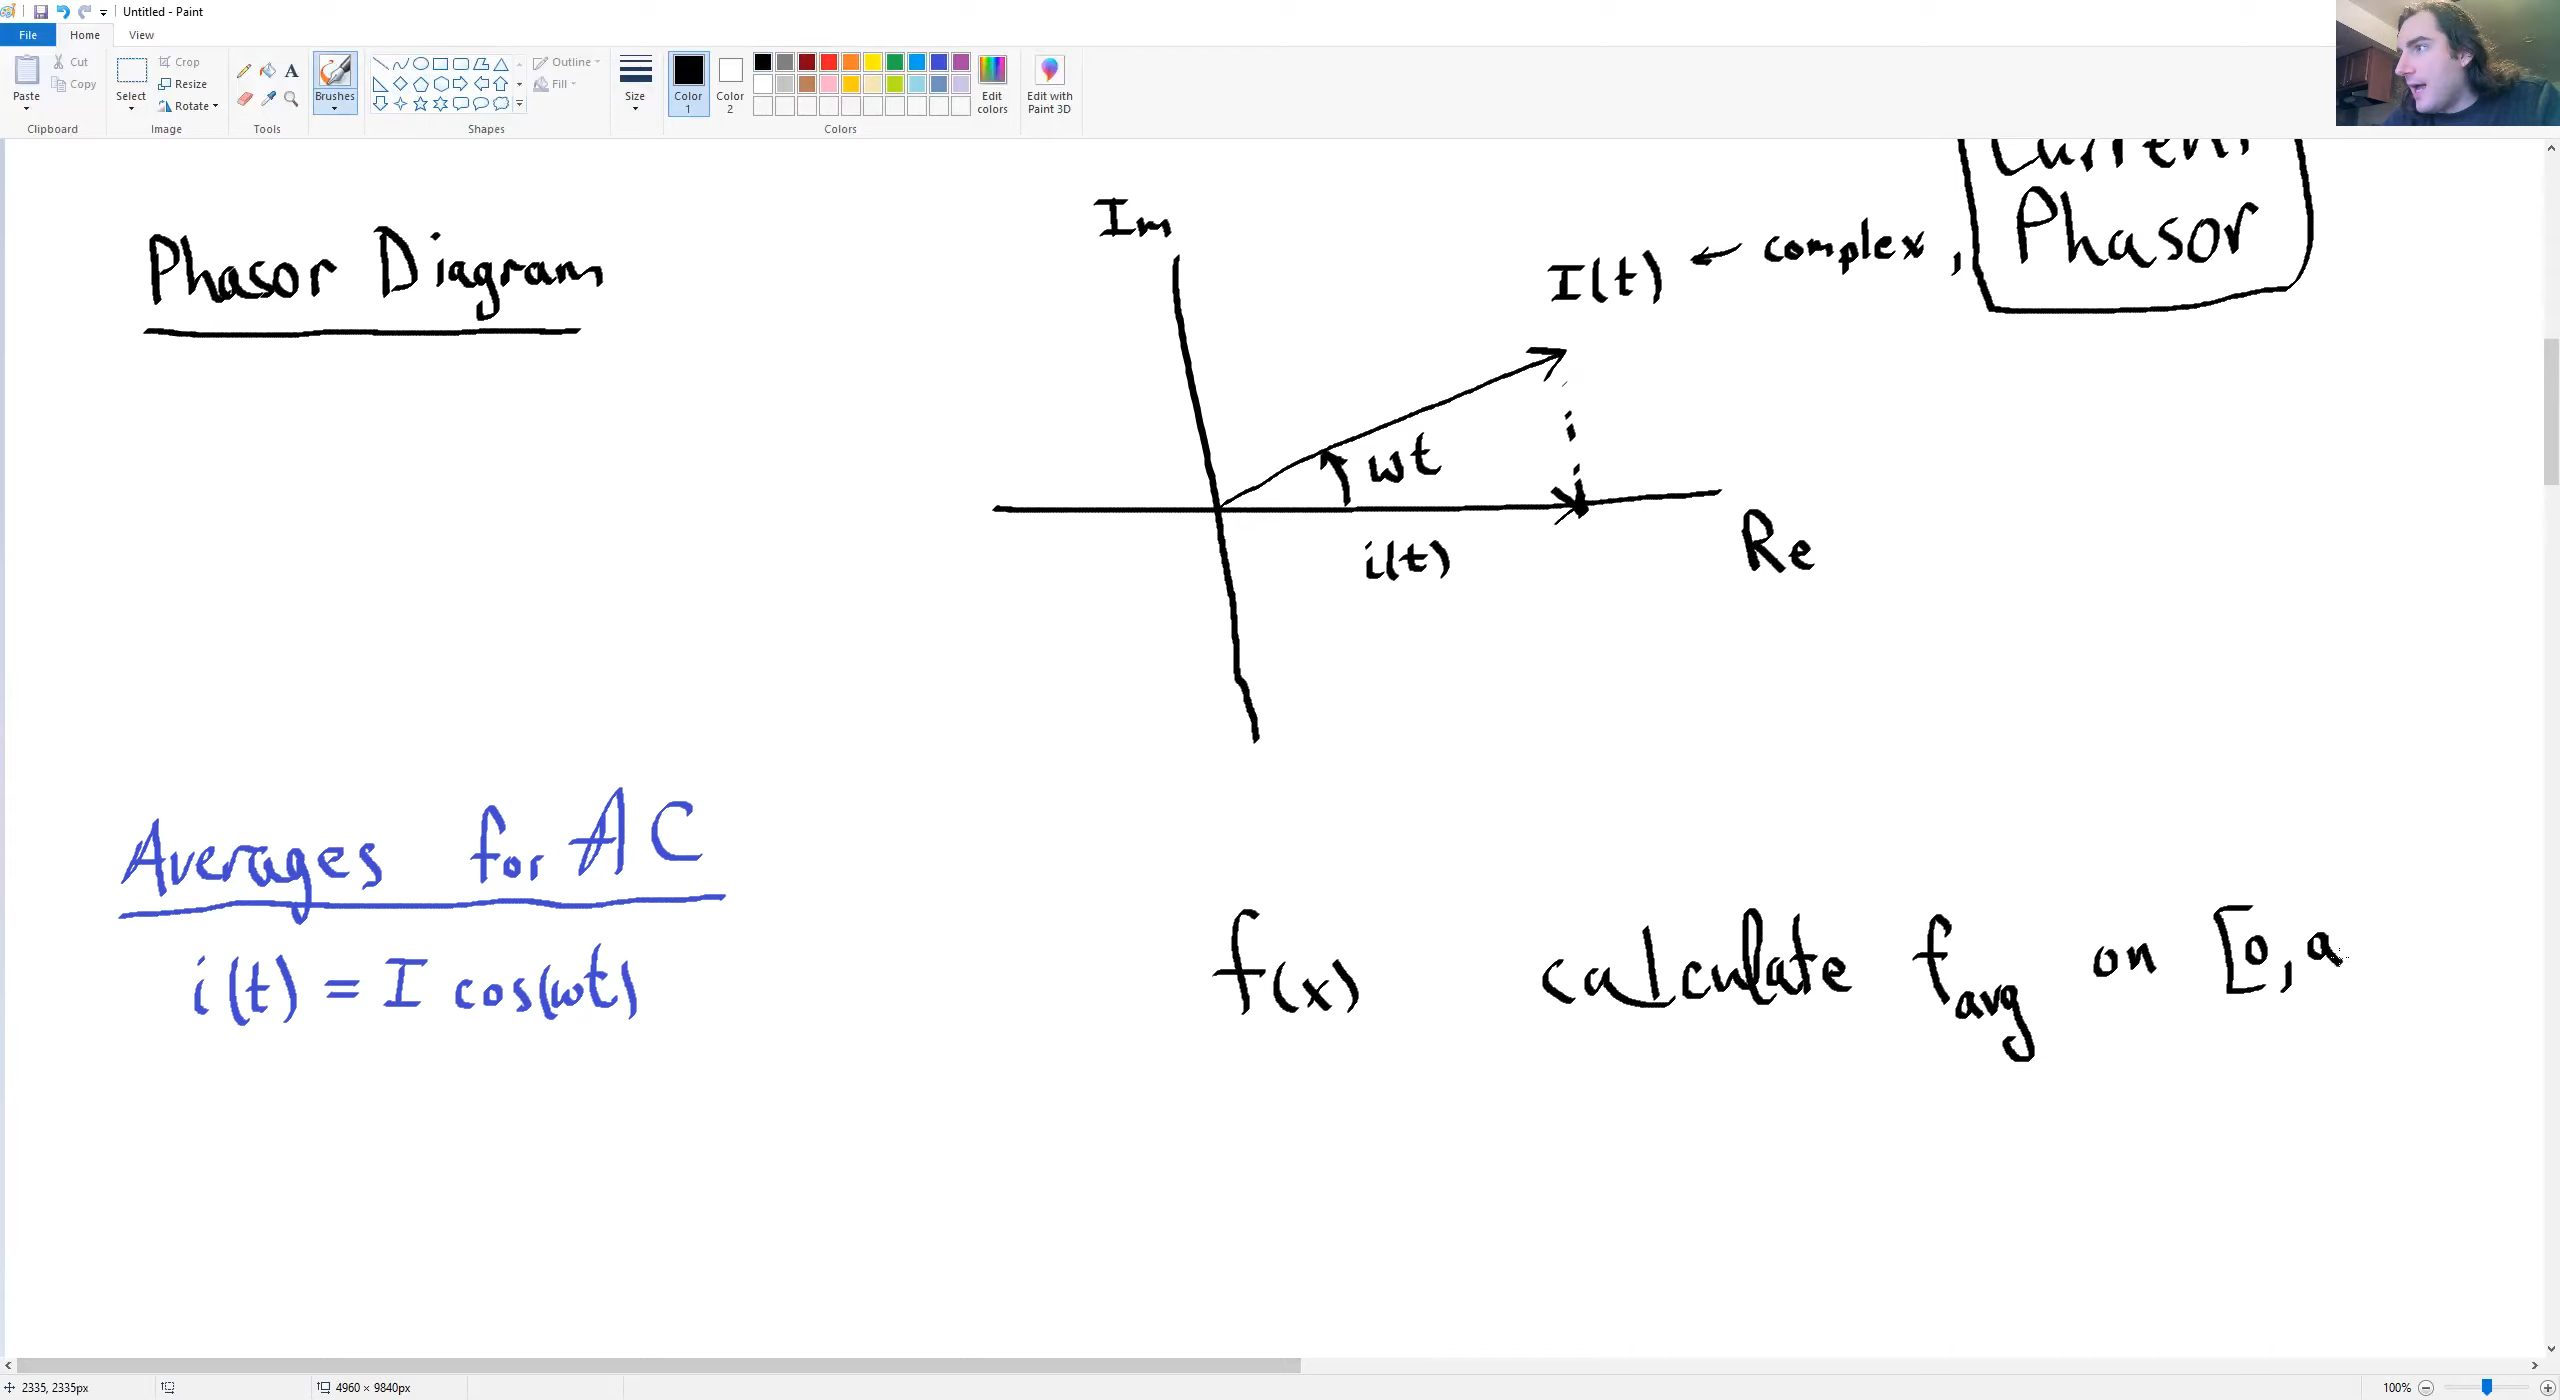 Untitled - Paint
File Home View
Paste
Cut
Copy
Clipboard
Select
Crop
Resize
Rotate
Image
Tools
Brushes
Shapes
Outline
Fill
Size
Color 1
Color 2
Colors
Edit colors
Edit with Paint 3D
Current
Phasor
Phasor Diagram
Im
I(t) ← complex,
ωt
i(t)
Re
Averages for AC
i(t) = I cos(ωt)
f(x) calculate f_avg on [0, a
2335, 2335px
4960 × 9840px
100%